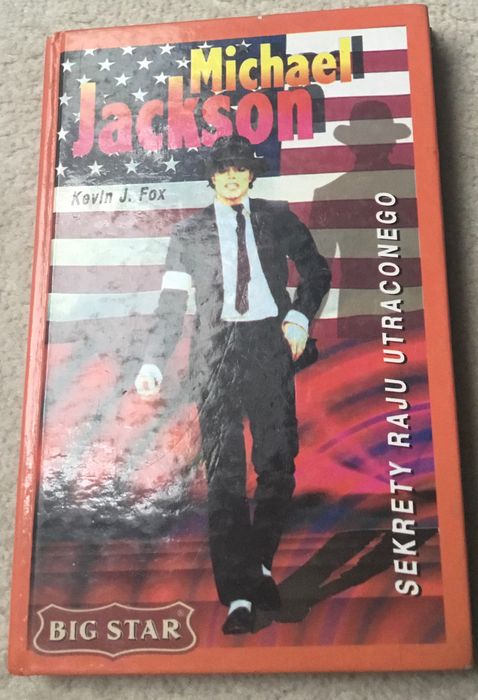 Michael
Jackson
Kevin J. Fox
SEKRETY RAJU UTRACONEGO
BIG STAR